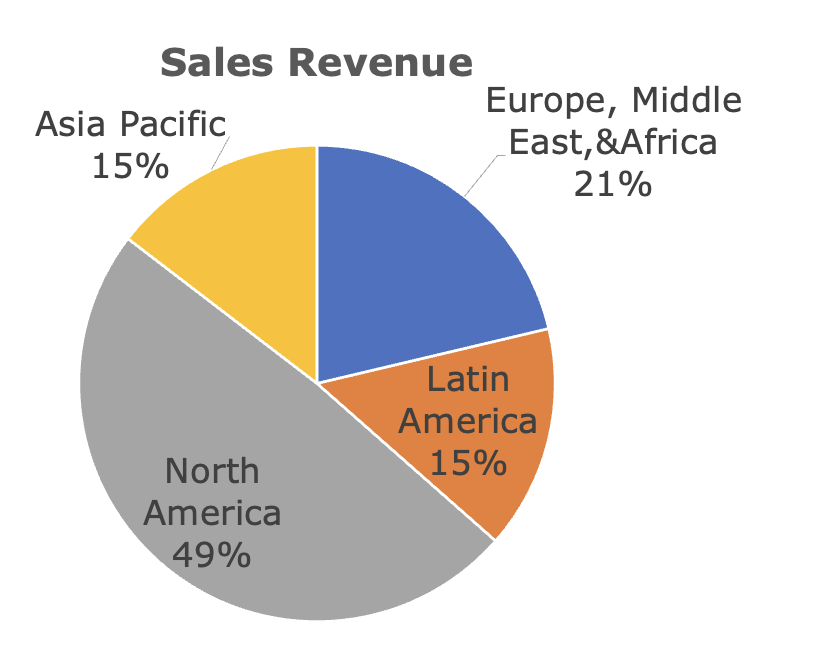 Sales Revenue
Asia Pacific
15%
Europe, Middle
East,&Africa
21%
Latin
America
15%
North
America
49%